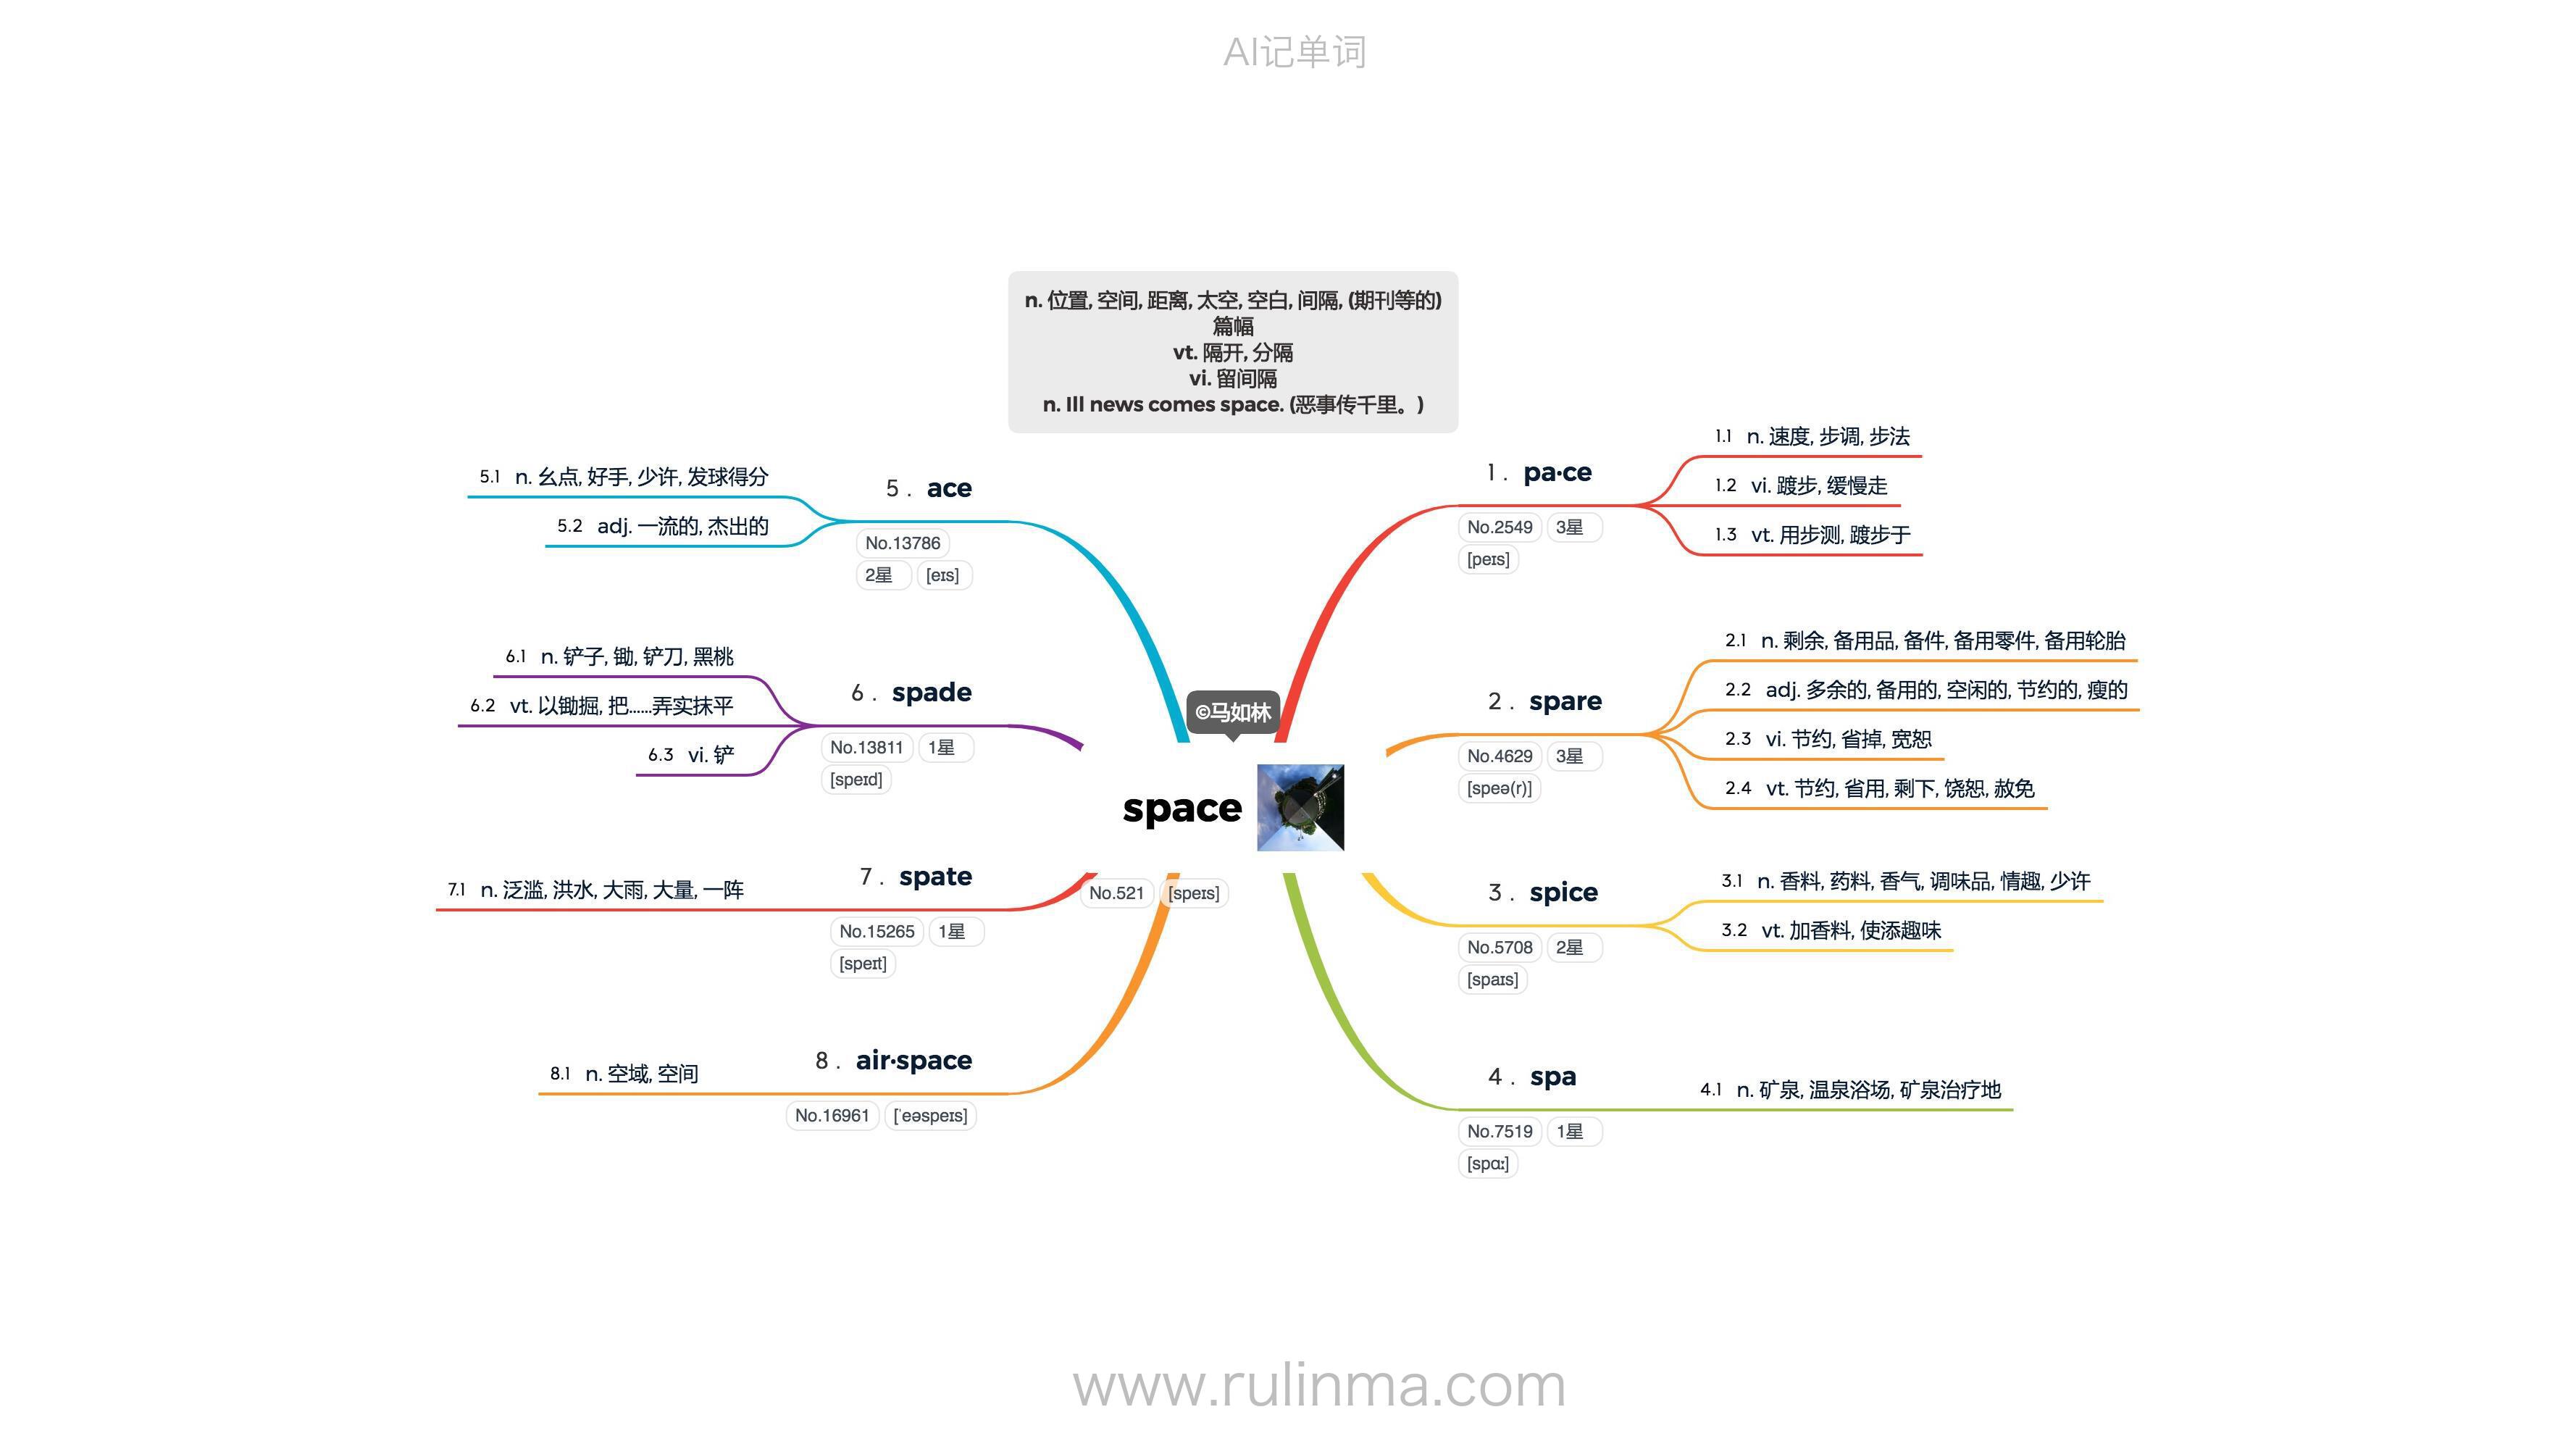 AI记单词
n. 位置, 空间, 距离, 太空, 空白, 间隔, (期刊等的)
篇幅
vt. 隔开, 分隔
vi. 留间隔
n. Ill news comes space. (恶事传千里。)
©马如林
space
No.521 [speɪs]
1. pa·ce
No.2549 3星
[peɪs]
1.1 n. 速度, 步调, 步法
1.2 vi. 踱步, 缓慢走
1.3 vt. 用步测, 踱步于
2. spare
No.4629 3星
[speə(r)]
2.1 n. 剩余, 备用品, 备件, 备用零件, 备用轮胎
2.2 adj. 多余的, 备用的, 空闲的, 节约的, 瘦的
2.3 vi. 节约, 省掉, 宽恕
2.4 vt. 节约, 省用, 剩下, 饶恕, 赦免
3. spice
No.5708 2星
[spaɪs]
3.1 n. 香料, 药料, 香气, 调味品, 情趣, 少许
3.2 vt. 加香料, 使添趣味
4. spa
No.7519 1星
[spɑː]
4.1 n. 矿泉, 温泉浴场, 矿泉治疗地
5. ace
No.13786
2星 [eɪs]
5.1 n. 幺点, 好手, 少许, 发球得分
5.2 adj. 一流的, 杰出的
6. spade
No.13811 1星
[speɪd]
6.1 n. 铲子, 锄, 铲刀, 黑桃
6.2 vt. 以锄掘, 把……弄实抹平
6.3 vi. 铲
7. spate
No.15265 1星
[speɪt]
7.1 n. 泛滥, 洪水, 大雨, 大量, 一阵
8. air·space
No.16961 [ˈeəspeɪs]
8.1 n. 空域, 空间
www.rulinma.com